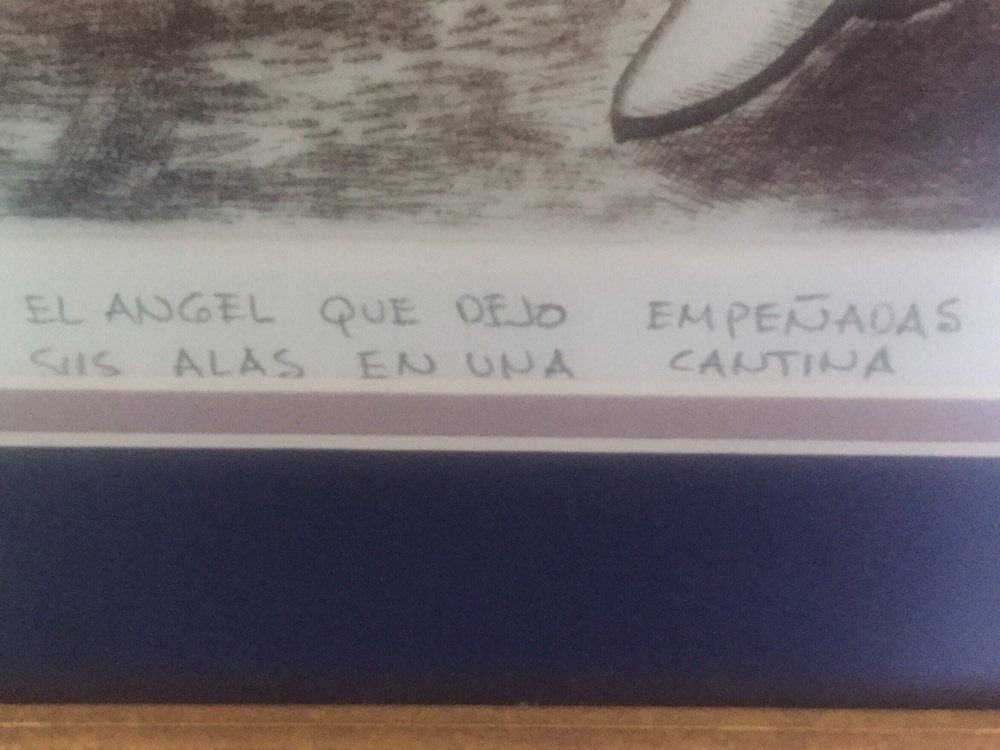 EL ANGEL QUE DEJO EMPEÑADAS
SUS ALAS EN UNA CANTINA